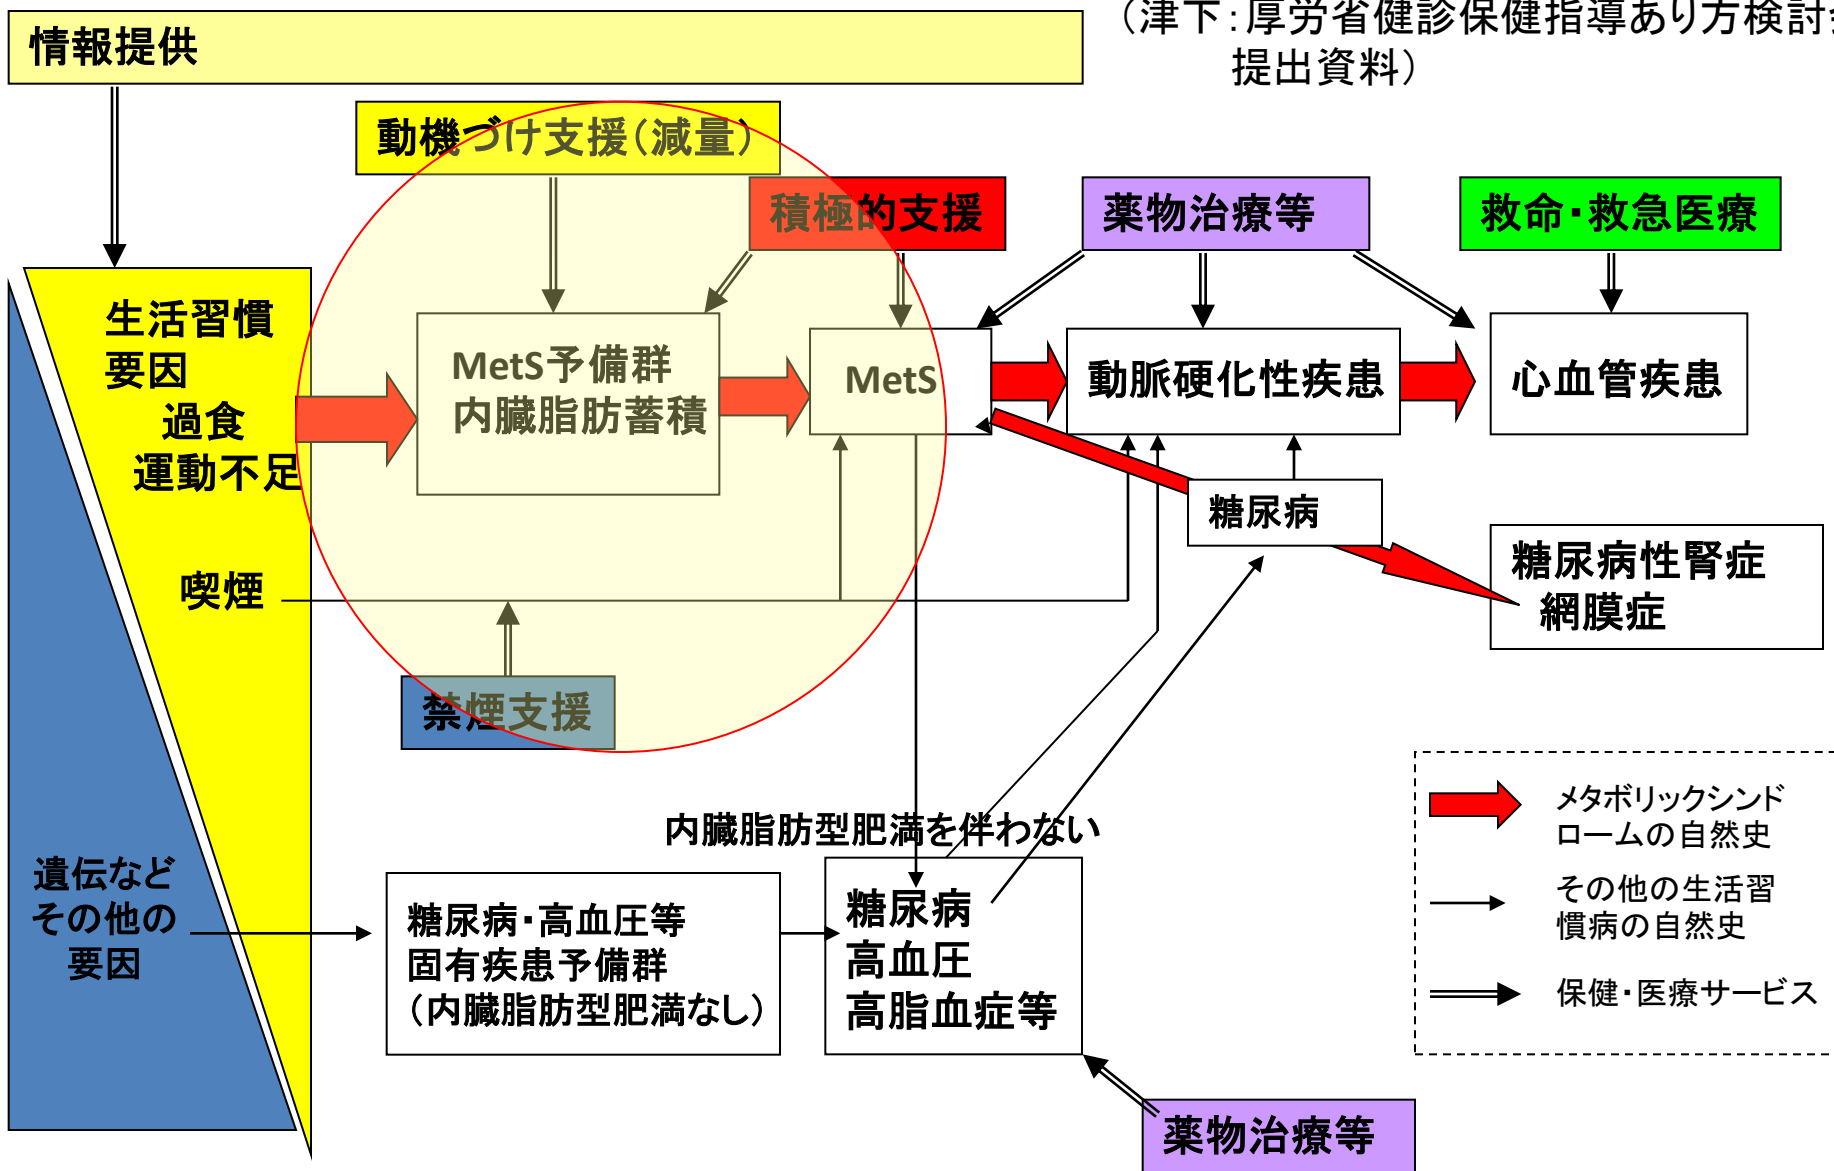 （津下：厚労省健診保健指導あり方検討会
提出資料）
情報提供
動機づけ支援（減量）
積極的支援
薬物治療等
救命・救急医療
生活習慣
要因
過食
運動不足
MetS予備群
内臓脂肪蓄積
MetS
動脈硬化性疾患
心血管疾患
糖尿病
糖尿病性腎症
網膜症
喫煙
禁煙支援
内臓脂肪型肥満を伴わない
遺伝など
その他の
要因
糖尿病・高血圧等
固有疾患予備群
（内臓脂肪型肥満なし）
糖尿病
高血圧
高脂血症等
薬物治療等
メタボリックシンド
ロームの自然史
その他の生活習
慣病の自然史
保健・医療サービス